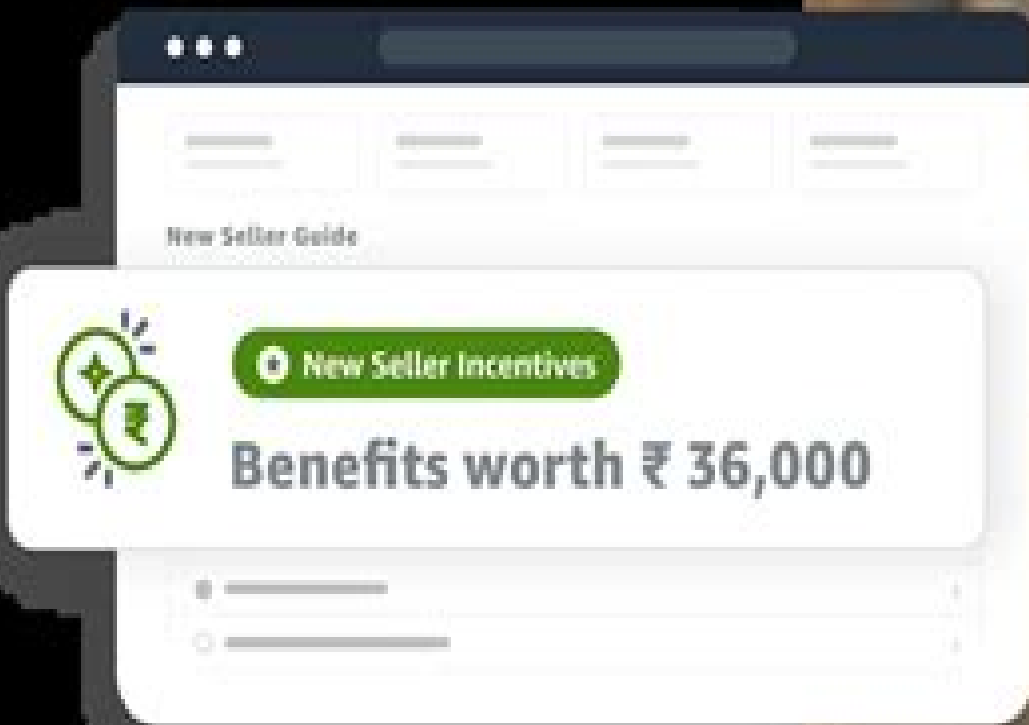 New Seller Guide
New Seller Incentives
Benefits worth ₹ 36,000